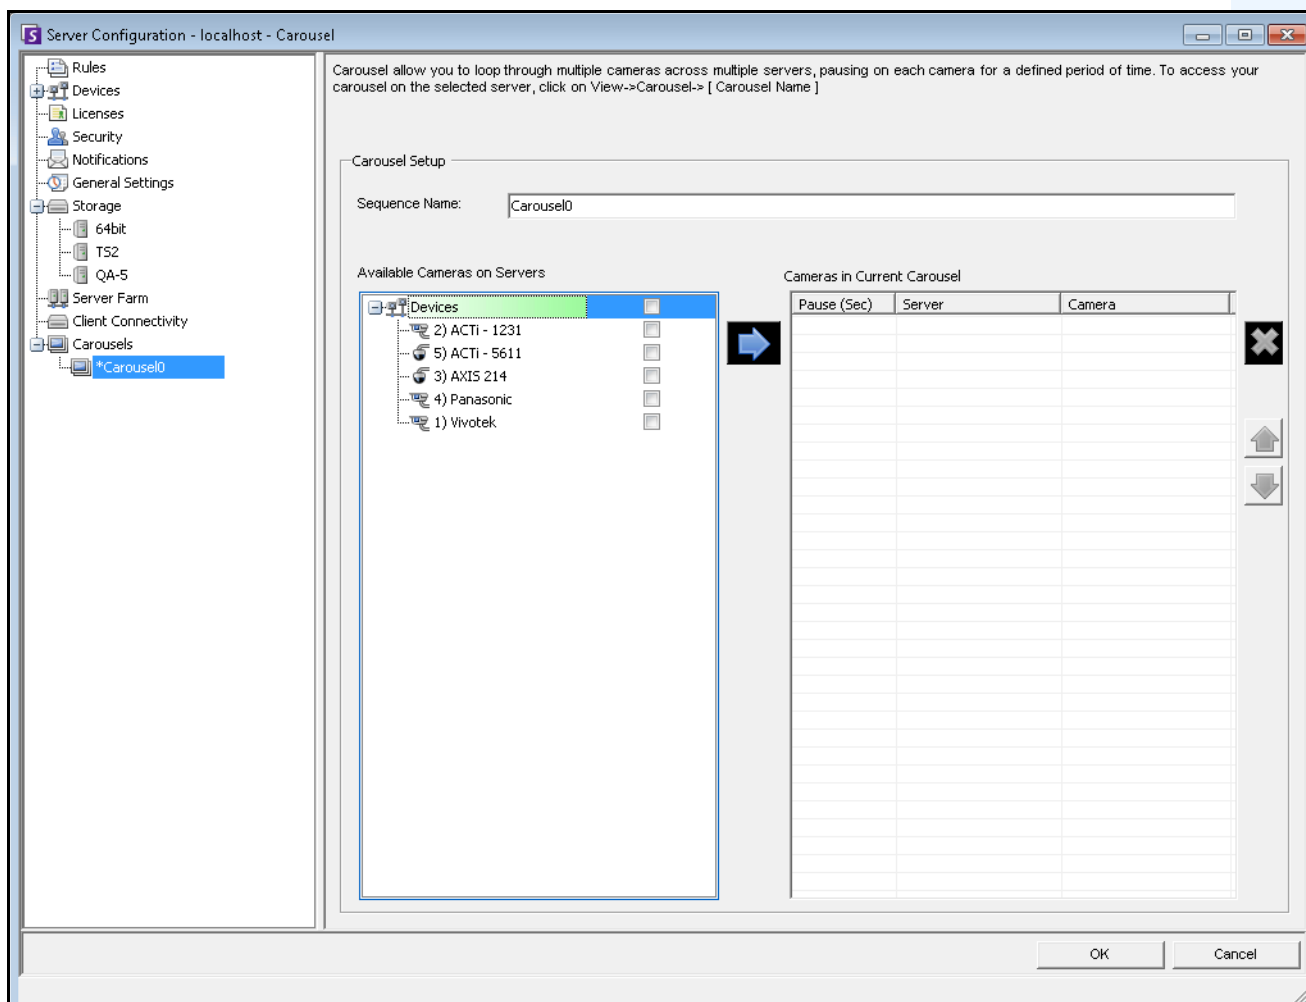 Server Configuration - localhost - Carousel
Rules
Devices
Licenses
Security
Notifications
General Settings
Storage
64bit
TS2
QA-5
Server Farm
Client Connectivity
Carousels
*Carousel0
Carousel allow you to loop through multiple cameras across multiple servers, pausing on each camera for a defined period of time. To access your
carousel on the selected server, click on View->Carousel-> [ Carousel Name ]
Carousel Setup
Sequence Name: Carousel0
Available Cameras on Servers
Devices
2) ACTi - 1231
5) ACTi - 5611
3) AXIS 214
4) Panasonic
1) Vivotek
Cameras in Current Carousel
Pause (Sec) Server Camera
OK Cancel